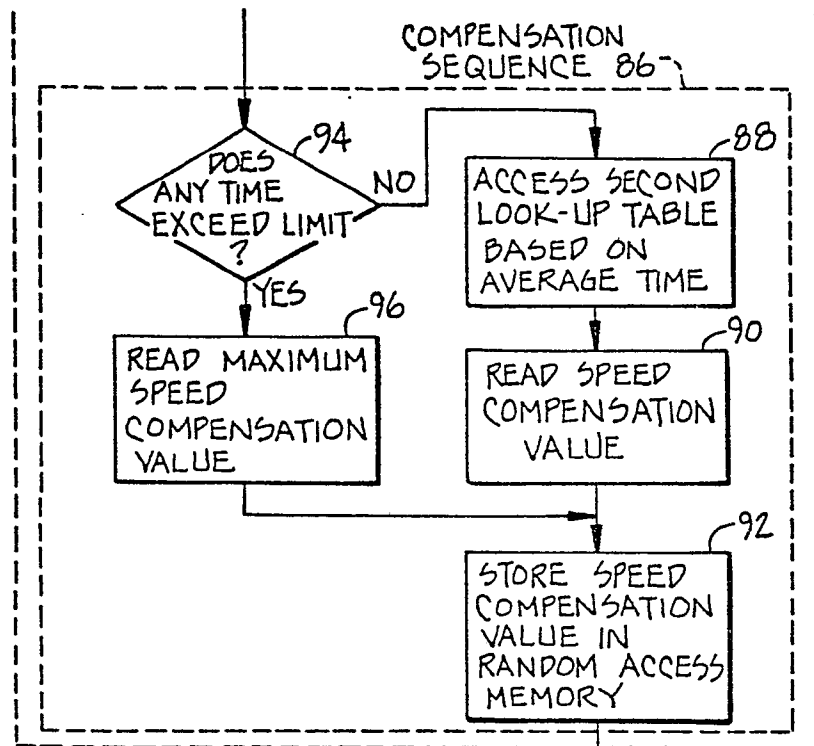 COMPENSATION
SEQUENCE 86
94
DOES
ANY TIME
EXCEED LIMIT
?
NO
YES
88
ACCESS SECOND
LOOK-UP TABLE
BASED ON
AVERAGE TIME
96
READ MAXIMUM
SPEED
COMPENSATION
VALUE
90
READ SPEED
COMPENSATION
VALUE
92
STORE SPEED
COMPENSATION
VALUE IN
RANDOM ACCESS
MEMORY